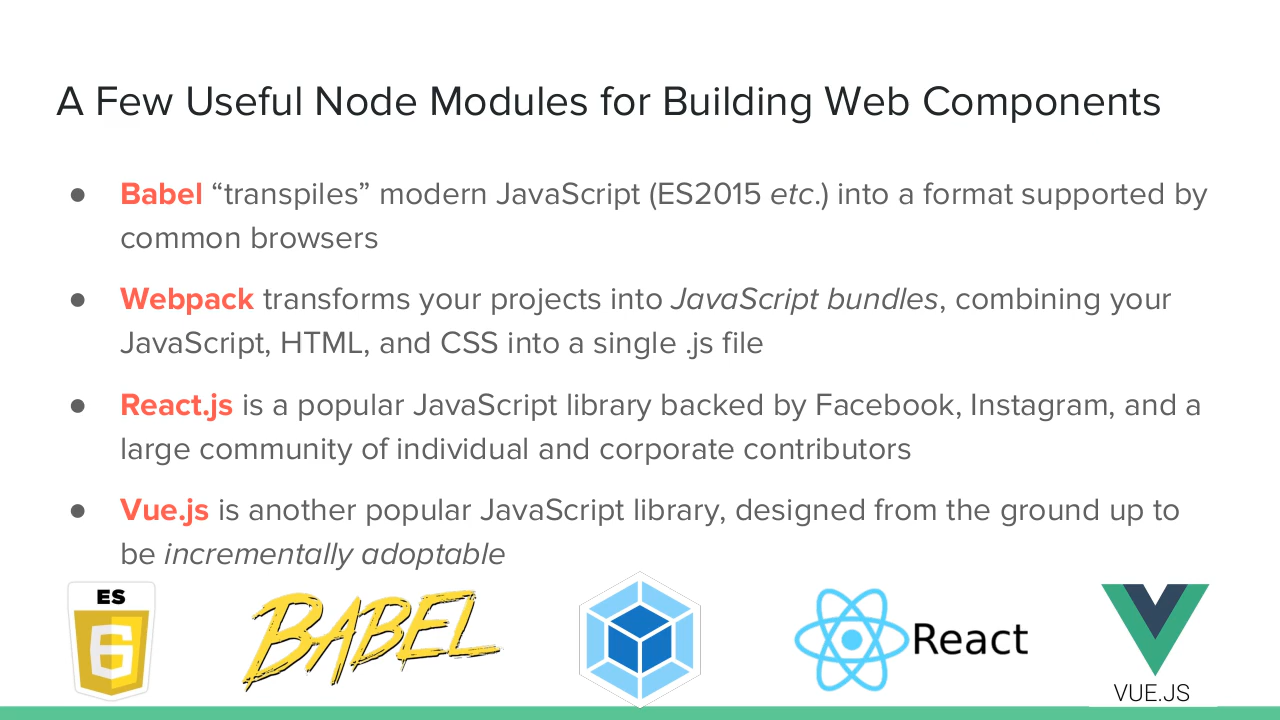 A Few Useful Node Modules for Building Web Components
● Babel “transpiles” modern JavaScript (ES2015 etc.) into a format supported by
common browsers
● Webpack transforms your projects into JavaScript bundles, combining your
JavaScript, HTML, and CSS into a single .js file
● React.js is a popular JavaScript library backed by Facebook, Instagram, and a
large community of individual and corporate contributors
● Vue.js is another popular JavaScript library, designed from the ground up to
be incrementally adoptable
ES
6
BABEL
React
VUE.JS